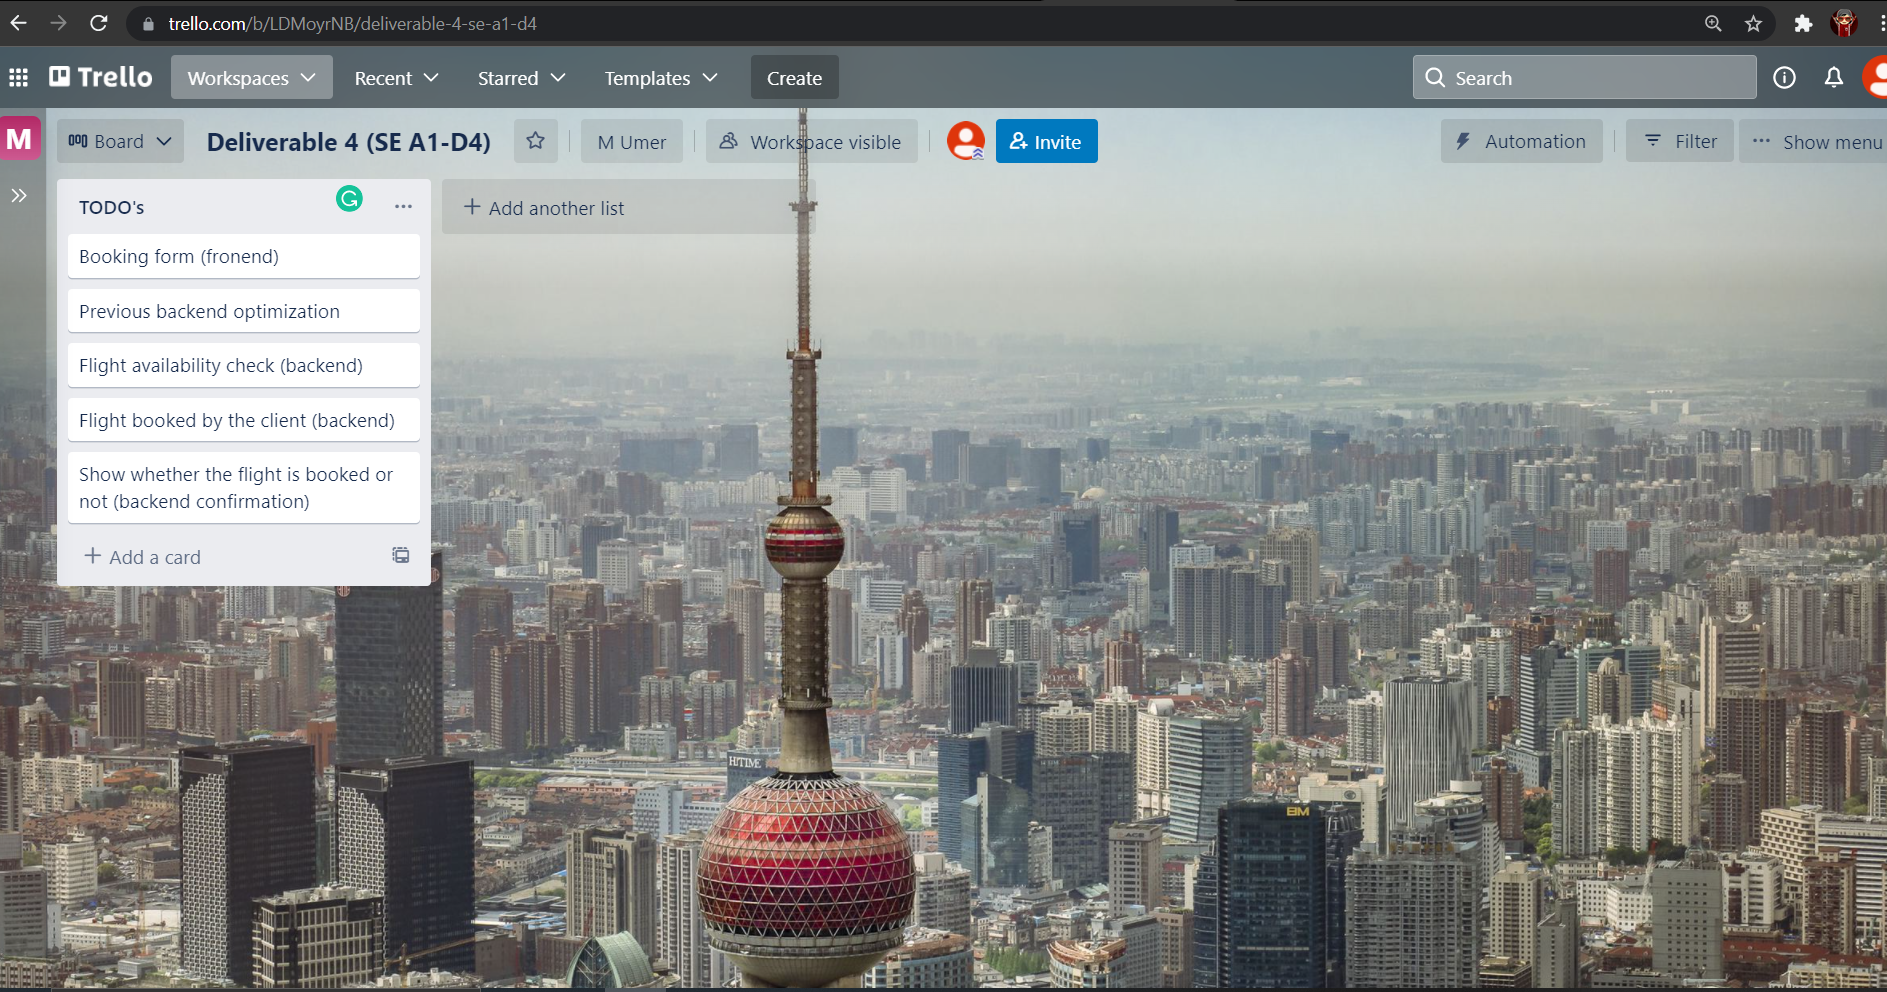 trello.com/b/LDMoyrNB/deliverable-4-se-a1-d4
Trello Workspaces Recent Starred Templates Create Search
M Board Deliverable 4 (SE A1-D4) M Umer Workspace visible Invite Automation Filter Show menu
TODO's
Add another list
Booking form (fronend)
Previous backend optimization
Flight availability check (backend)
Flight booked by the client (backend)
Show whether the flight is booked or
not (backend confirmation)
Add a card
HITIME
BM